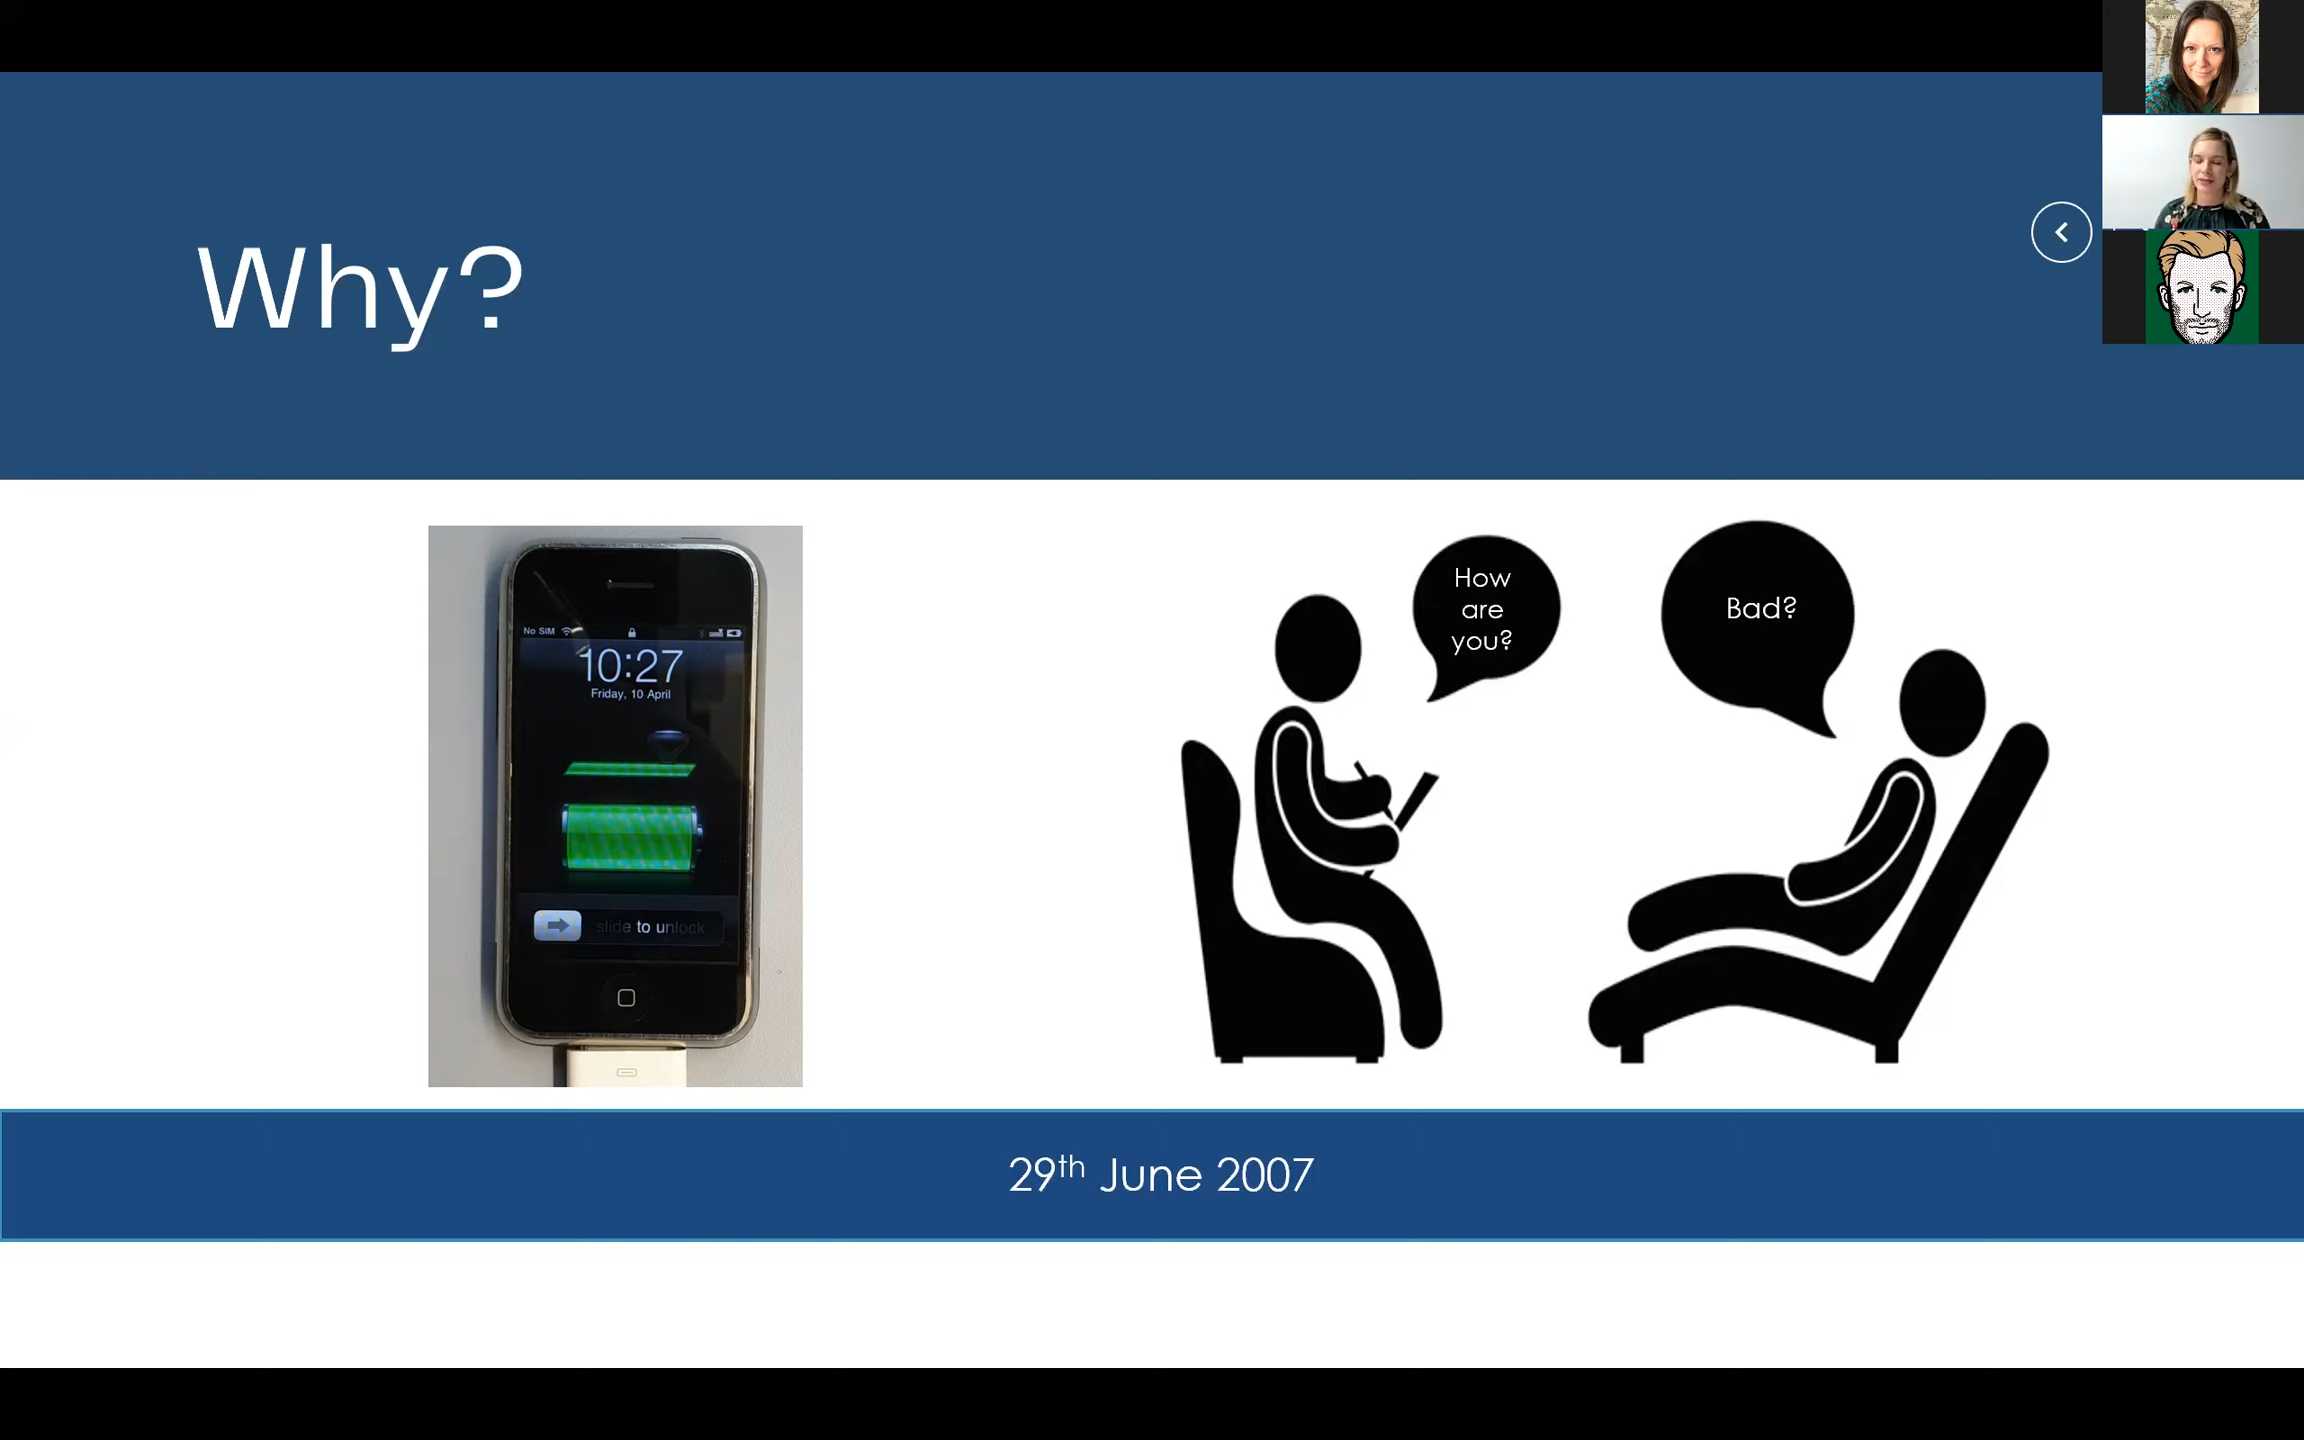 Why?
No SIM
10:27
Friday, 10 April
slide to unlock
How
are
you?
Bad?
29th June 2007